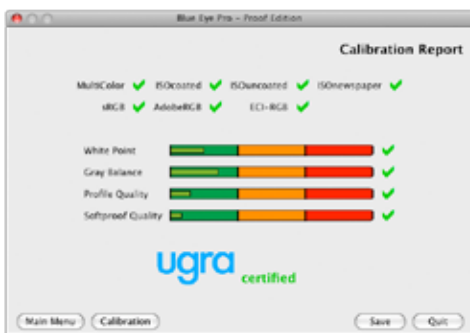 Blue Eye Pro - Proof Edition
Calibration Report
MultiColor ISOcoated ISOuncoated ISOnewspaper
sRGB AdobeRGB ECI-RGB
White Point
Gray Balance
Profile Quality
Softproof Quality
ugra certified
Main Menu Calibration Save Quit